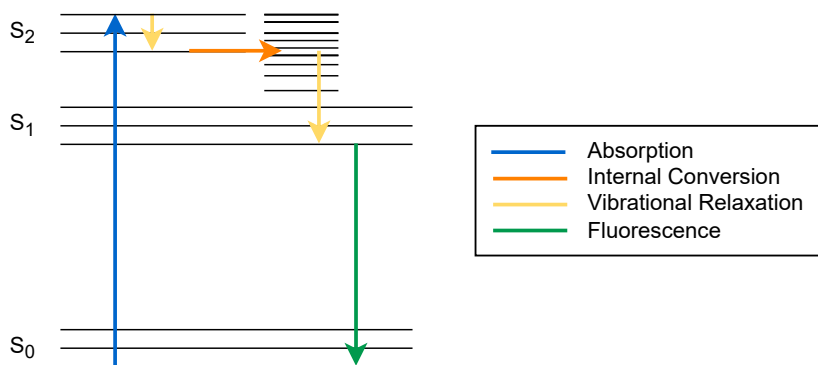 S2
S1
S0
Absorption
Internal Conversion
Vibrational Relaxation
Fluorescence